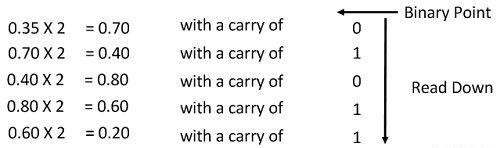 Binary Point
0.35 X 2 = 0.70 with a carry of 0
0.70 X 2 = 0.40 with a carry of 1
0.40 X 2 = 0.80 with a carry of 0
Read Down
0.80 X 2 = 0.60 with a carry of 1
0.60 X 2 = 0.20 with a carry of 1